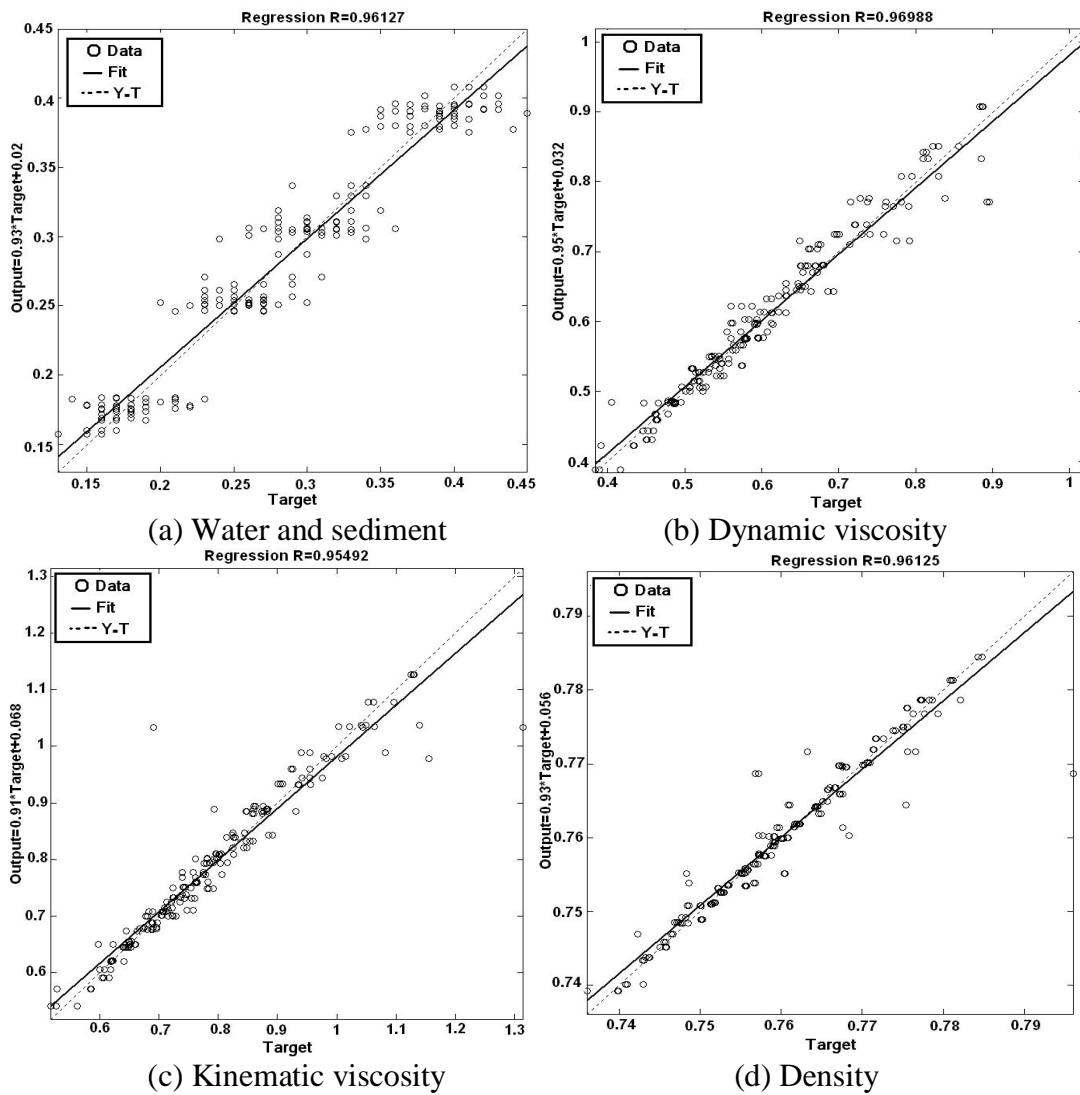 Regression R=0.96127
0.45
Data
Fit
Y-T
0.4
0.35
0.3
0.25
0.2
0.15
Output=0.93*Target+0.02
0.15 0.2 0.25 0.3 0.35 0.4 0.45
Target
(a) Water and sediment
Regression R=0.96988
1
Data
Fit
Y-T
0.9
0.8
0.7
0.6
0.5
0.4
Output=0.95*Target+0.032
0.4 0.5 0.6 0.7 0.8 0.9 1
Target
(b) Dynamic viscosity
Regression R=0.95492
1.3
Data
Fit
Y-T
1.2
1.1
1
0.9
0.8
0.7
0.6
Output=0.91*Target+0.068
0.6 0.7 0.8 0.9 1 1.1 1.2 1.3
Target
(c) Kinematic viscosity
Regression R=0.96125
Data
Fit
Y-T
0.79
0.78
0.77
0.76
0.75
0.74
Output=0.93*Target+0.056
0.74 0.75 0.76 0.77 0.78 0.79
Target
(d) Density